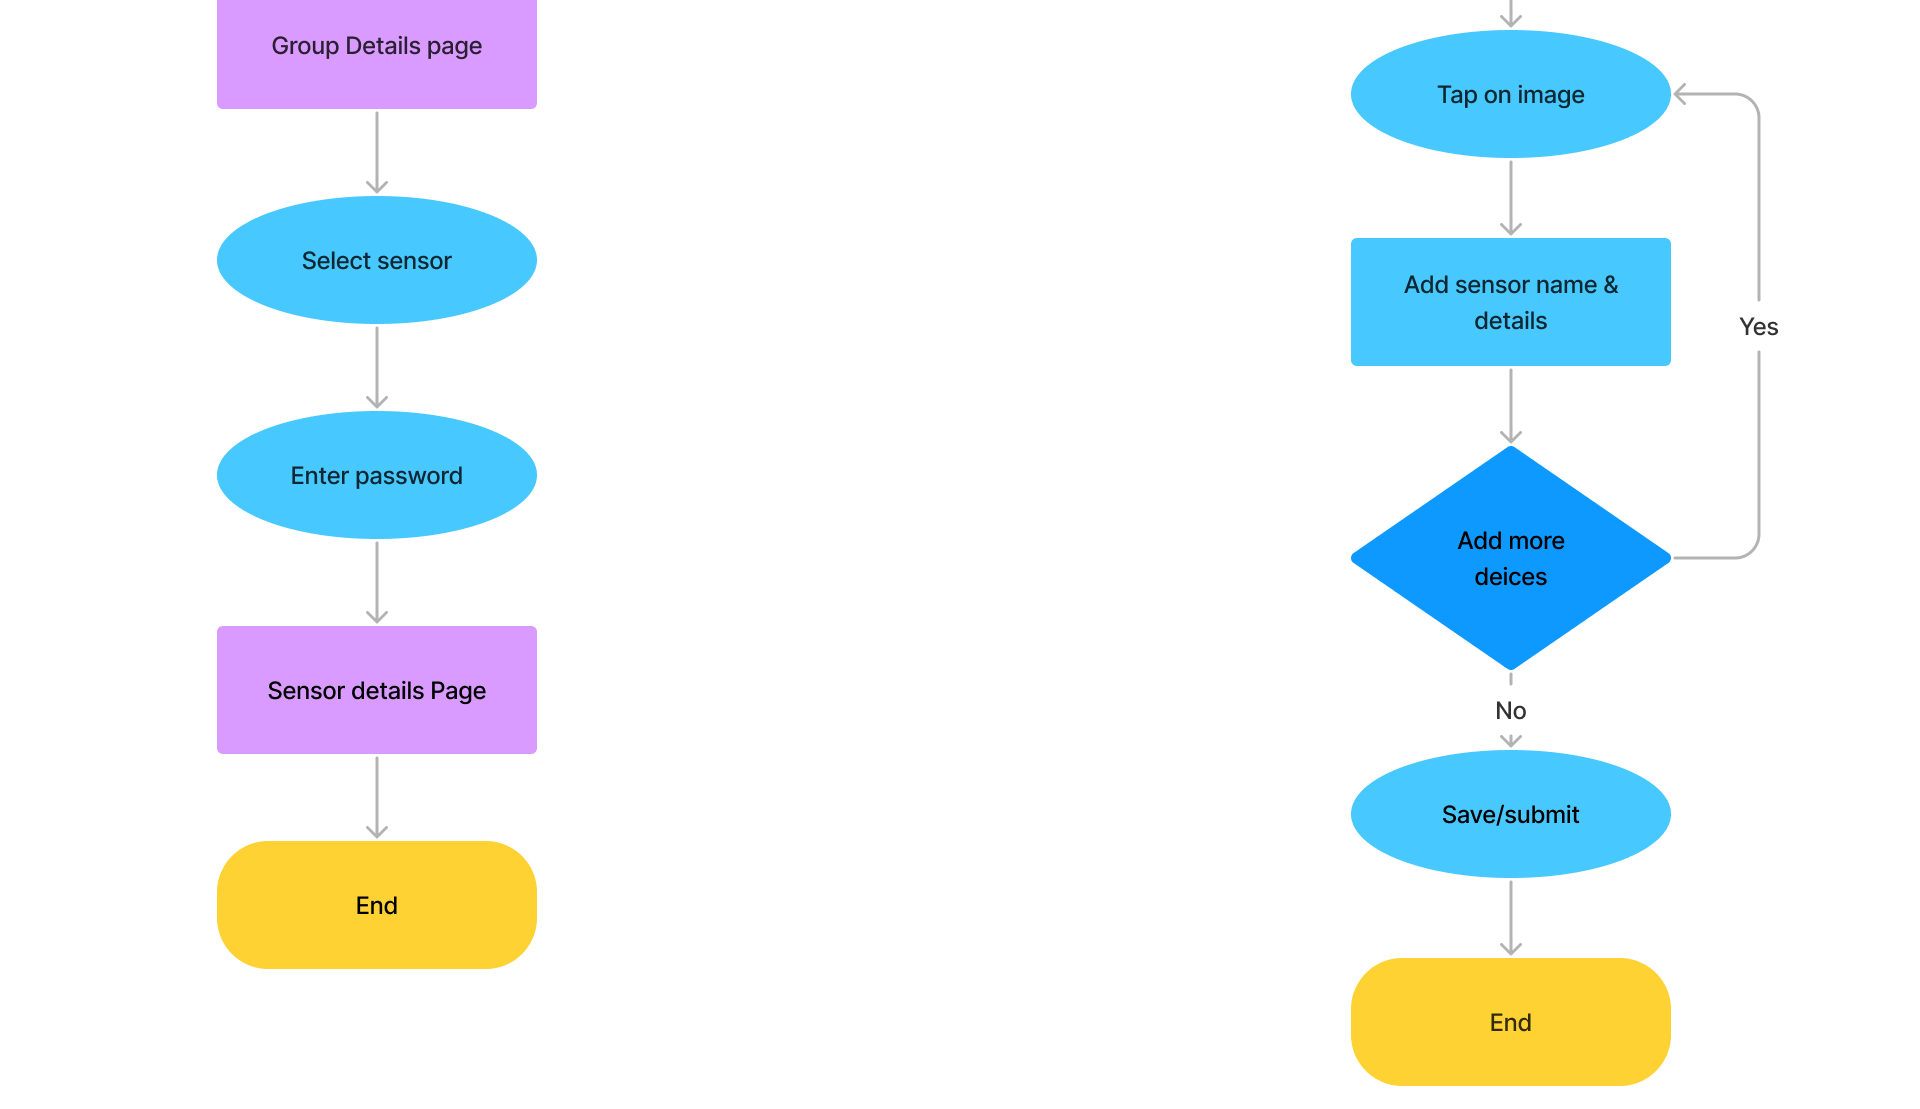 Group Details page
Select sensor
Enter password
Sensor details Page
End
Tap on image
Add sensor name &
details
Yes
Add more
deices
No
Save/submit
End